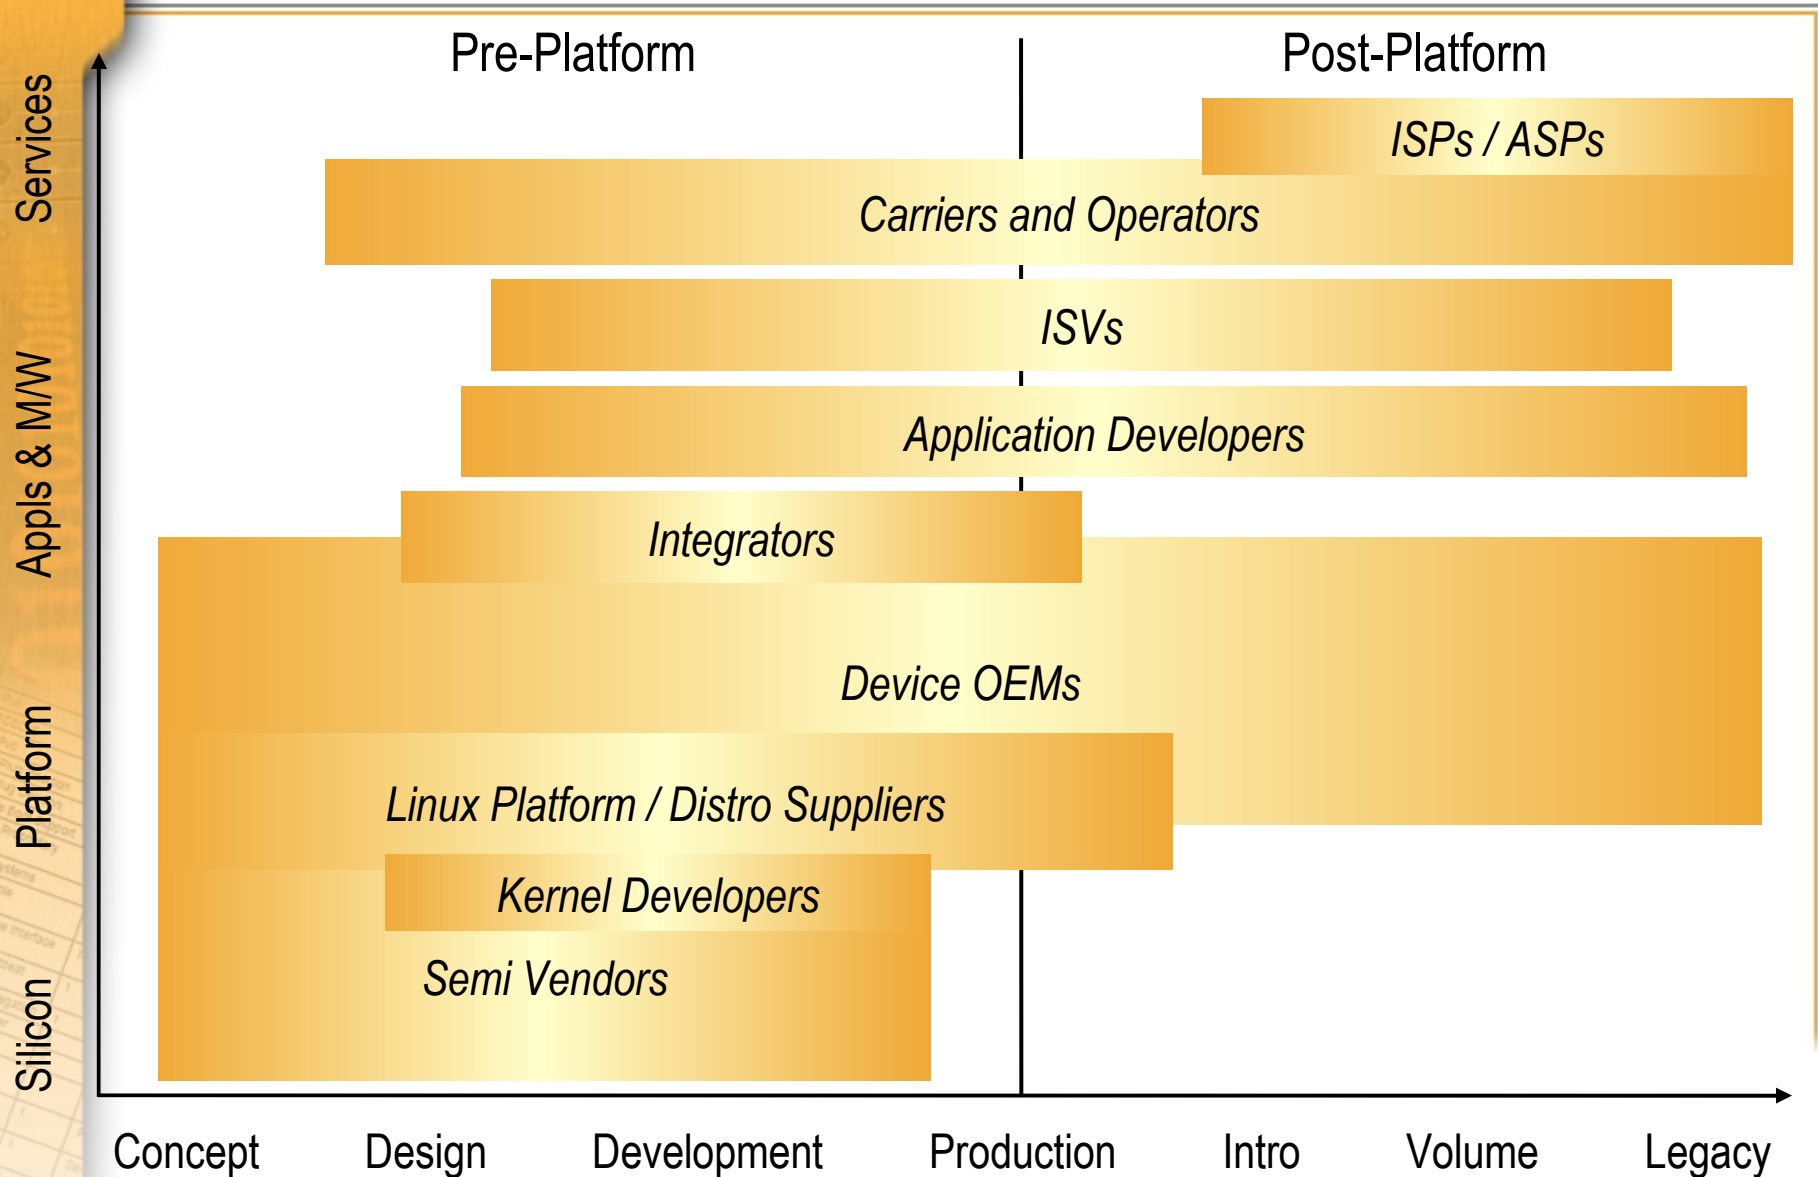 Pre-Platform
Post-Platform
Services
Appls & M/W
Platform
Silicon
ISPs / ASPs
Carriers and Operators
ISVs
Application Developers
Integrators
Device OEMs
Linux Platform / Distro Suppliers
Kernel Developers
Semi Vendors
Concept
Design
Development
Production
Intro
Volume
Legacy